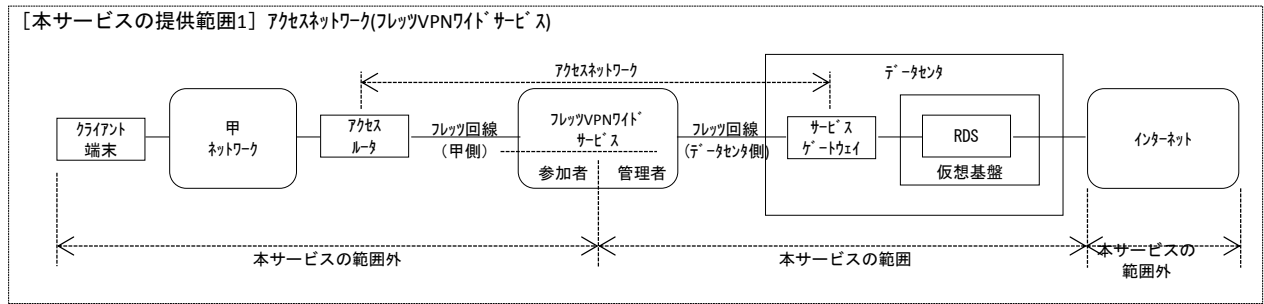 ［本サービスの提供範囲1］ ｱｸｾｽﾈｯﾄﾜｰｸ(ﾌﾚｯﾂVPNﾜｲﾄﾞｻｰﾋﾞｽ)
ｱｸｾｽﾈｯﾄﾜｰｸ
ﾃﾞｰﾀｾﾝﾀ
ｸﾗｲｱﾝﾄ
端末
甲
ﾈｯﾄﾜｰｸ
ｱｸｾｽ
ﾙｰﾀ
ﾌﾚｯﾂ回線
（甲側）
ﾌﾚｯﾂVPNﾜｲﾄﾞ
ｻｰﾋﾞｽ
参加者
管理者
ﾌﾚｯﾂ回線
(ﾃﾞｰﾀｾﾝﾀ側)
ｻｰﾋﾞｽ
ｹﾞｰﾄｳｪｲ
RDS
仮想基盤
ｲﾝﾀｰﾈｯﾄ
本サービスの範囲外
本サービスの範囲
本サービスの
範囲外